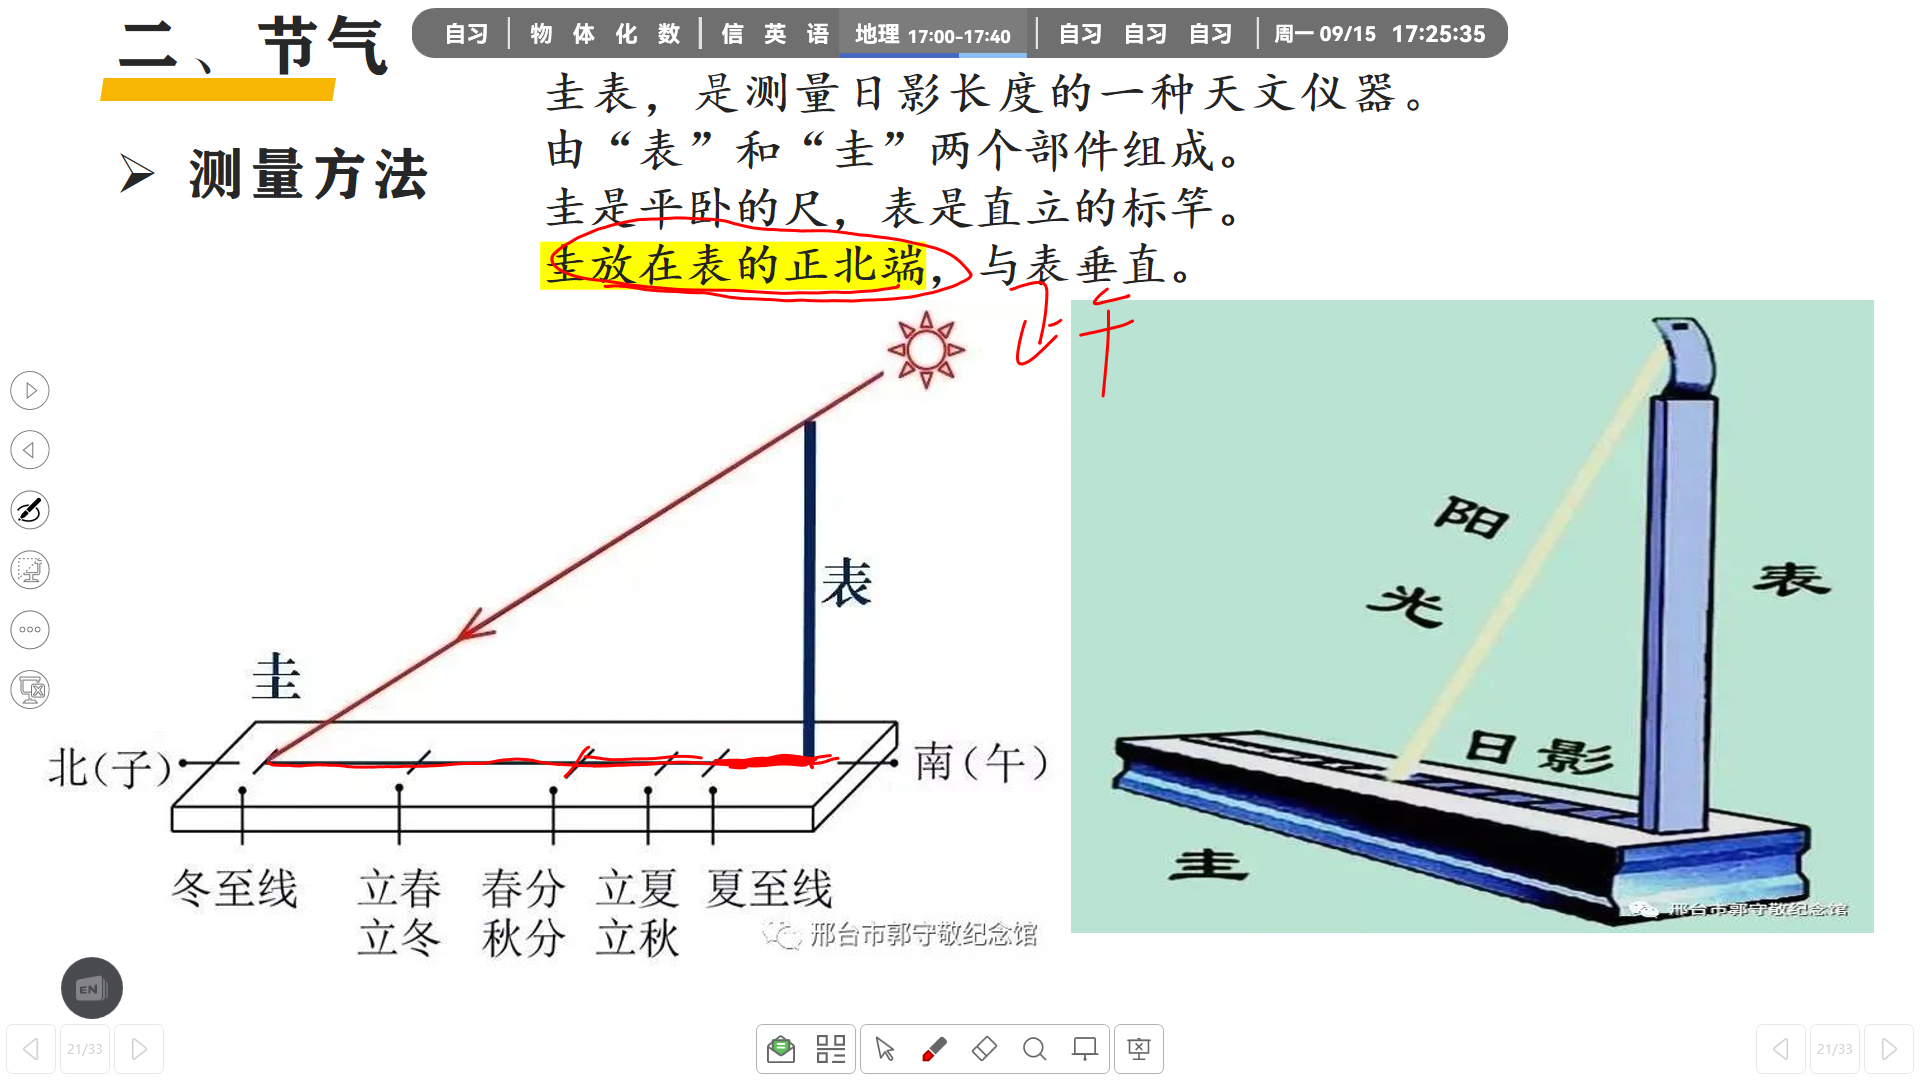 二、节气
自习 | 物 体 化 数 | 信 英 语 地理 17:00-17:40 | 自习 自习 自习 | 周一 09/15 17:25:35
圭表，是测量日影长度的一种天文仪器。
由“表”和“圭”两个部件组成。
➢ 测量方法
圭是平卧的尺，表是直立的标竿。
圭放在表的正北端，与表垂直。
正午
表
圭
北(子)
南(午)
冬至线 立春 春分 立夏 夏至线
立冬 秋分 立秋
邢台市郭守敬纪念馆
阳
光
表
日影
圭
邢台市郭守敬纪念馆
EN
21/33
21/33